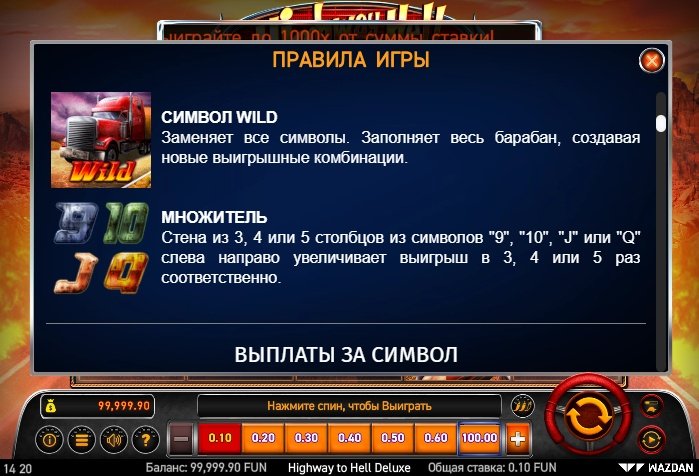 ыиграйте до 1000x от суммы ставки!
ПРАВИЛА ИГРЫ
СИМВОЛ WILD
Заменяет все символы. Заполняет весь барабан, создавая
новые выигрышные комбинации.
Wild
МНОЖИТЕЛЬ
9 10
J Q
Стена из 3, 4 или 5 столбцов из символов "9", "10", "J" или "Q"
слева направо увеличивает выигрыш в 3, 4 или 5 раз
соответственно.
ВЫПЛАТЫ ЗА СИМВОЛ
99,999.90
Нажмите спин, чтобы Выиграть
0.10 0.20 0.30 0.40 0.50 0.60 100.00
14 20 Баланс: 99,999.90 FUN Highway to Hell Deluxe Общая ставка: 0.10 FUN WAZDAN